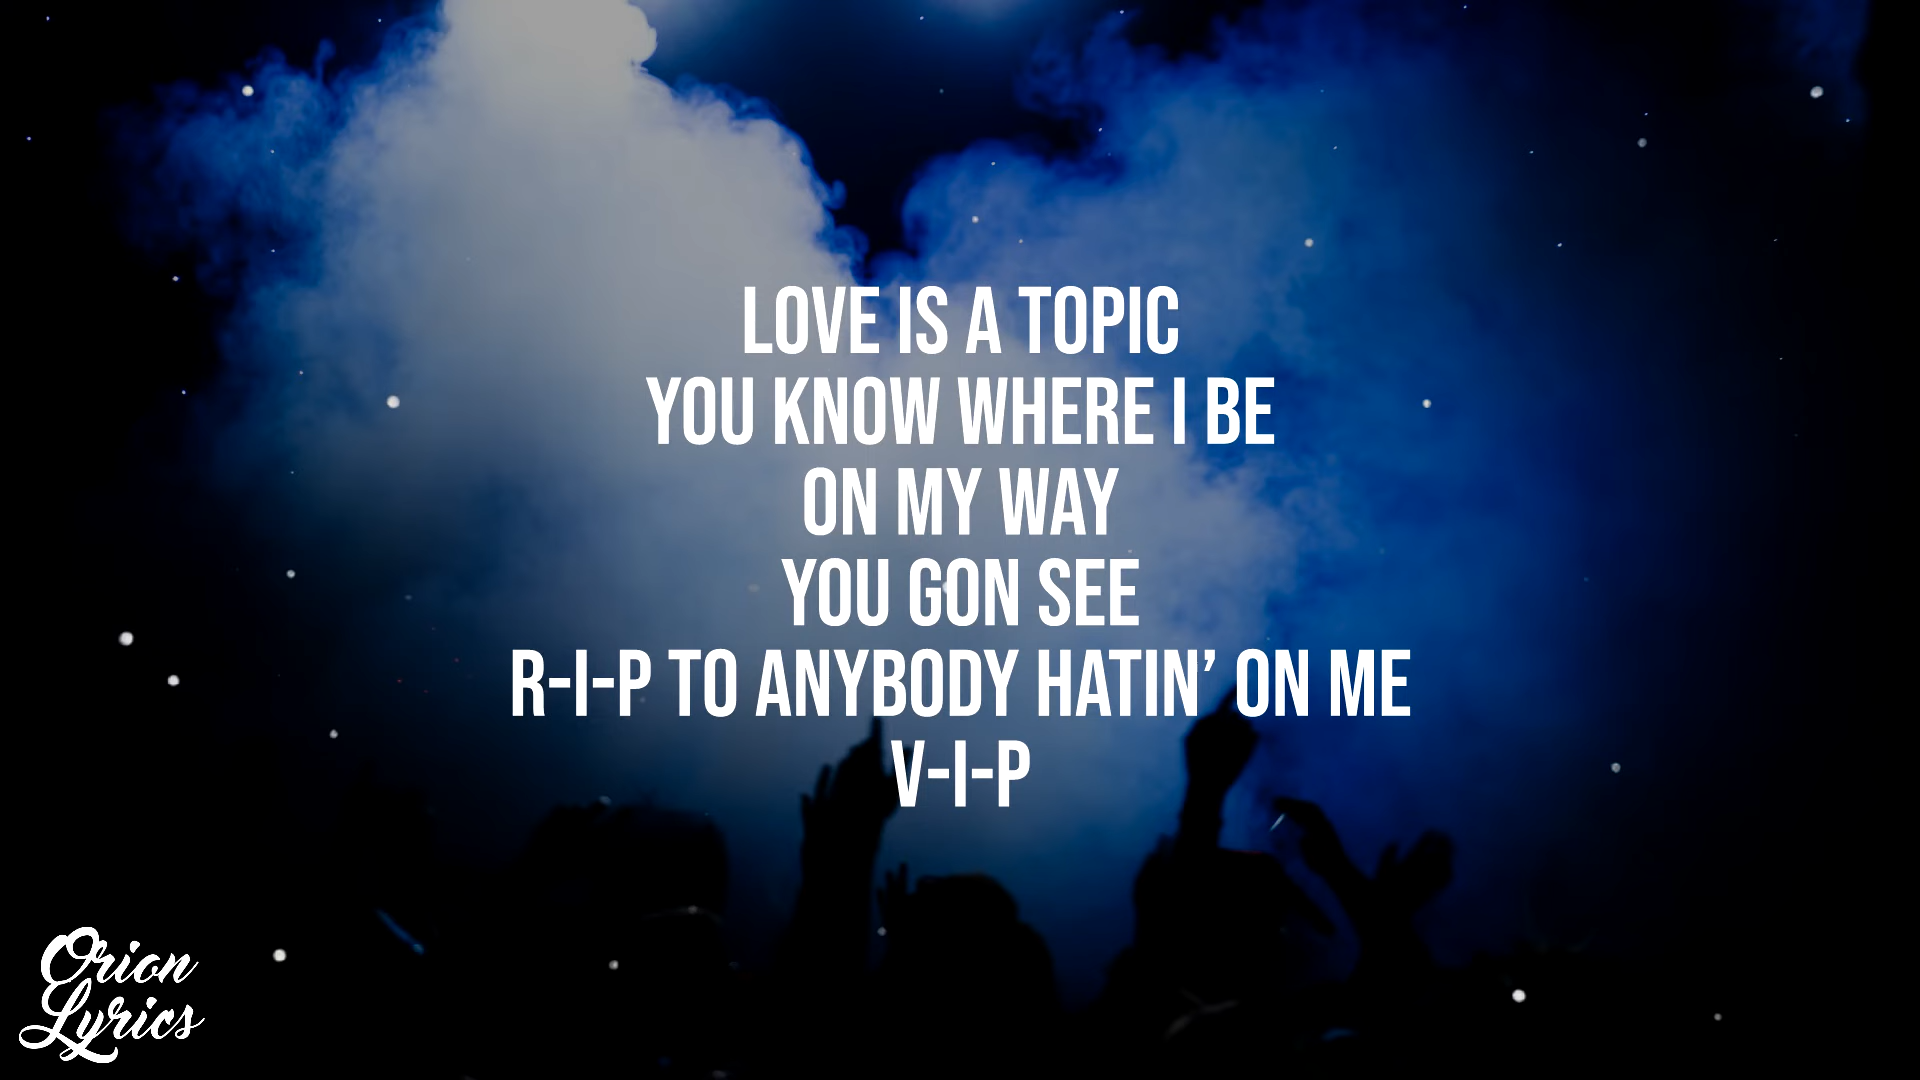 LOVE IS A TOPIC
YOU KNOW WHERE I BE
ON MY WAY
YOU GON SEE
R-I-P TO ANYBODY HATIN’ ON ME
V-I-P
Orion
Lyrics